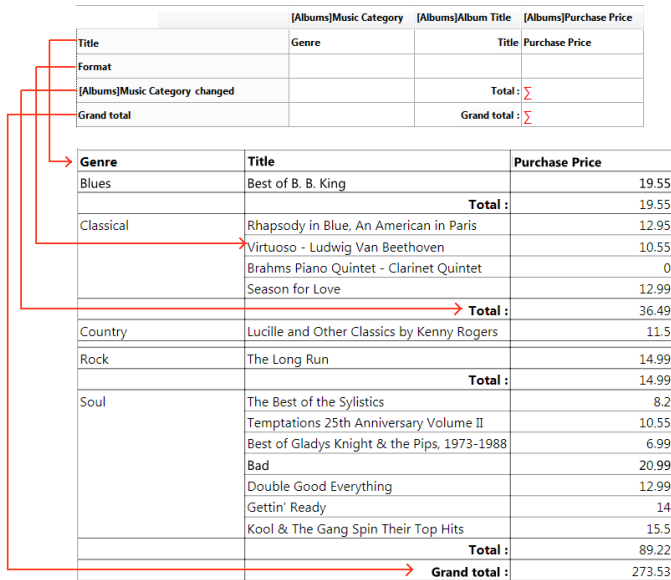 [Albums]Music Category [Albums]Album Title [Albums]Purchase Price
Title Genre Title Purchase Price
Format
[Albums]Music Category changed Total : ∑
Grand total Grand total : ∑
Genre Title Purchase Price
Blues Best of B. B. King 19.55
Total : 19.55
Classical Rhapsody in Blue, An American in Paris 12.95
Virtuoso - Ludwig Van Beethoven 10.55
Brahms Piano Quintet - Clarinet Quintet 0
Season for Love 12.99
Total : 36.49
Country Lucille and Other Classics by Kenny Rogers 11.5
Rock The Long Run 14.99
Total : 14.99
Soul The Best of the Sylistics 8.2
Temptations 25th Anniversary Volume II 10.55
Best of Gladys Knight & the Pips, 1973-1988 6.99
Bad 20.99
Double Good Everything 12.99
Gettin' Ready 14
Kool & The Gang Spin Their Top Hits 15.5
Total : 89.22
Grand total : 273.53